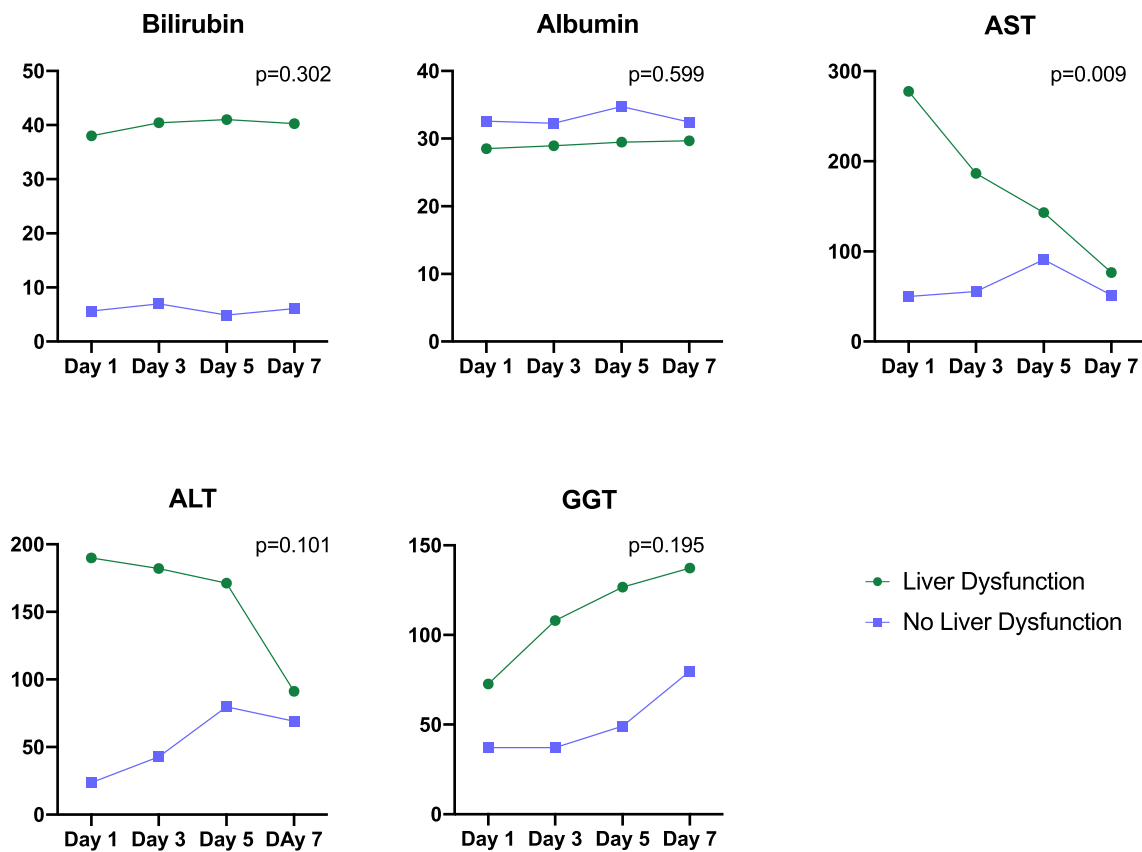 Bilirubin
p=0.302
50
40
30
20
10
0
Day 1 Day 3 Day 5 Day 7
Albumin
p=0.599
40
30
20
10
0
Day 1 Day 3 Day 5 Day 7
AST
p=0.009
300
200
100
0
Day 1 Day 3 Day 5 Day 7
ALT
p=0.101
200
150
100
50
0
Day 1 Day 3 Day 5 DAy 7
GGT
p=0.195
150
100
50
0
Day 1 Day 3 Day 5 Day 7
Liver Dysfunction
No Liver Dysfunction